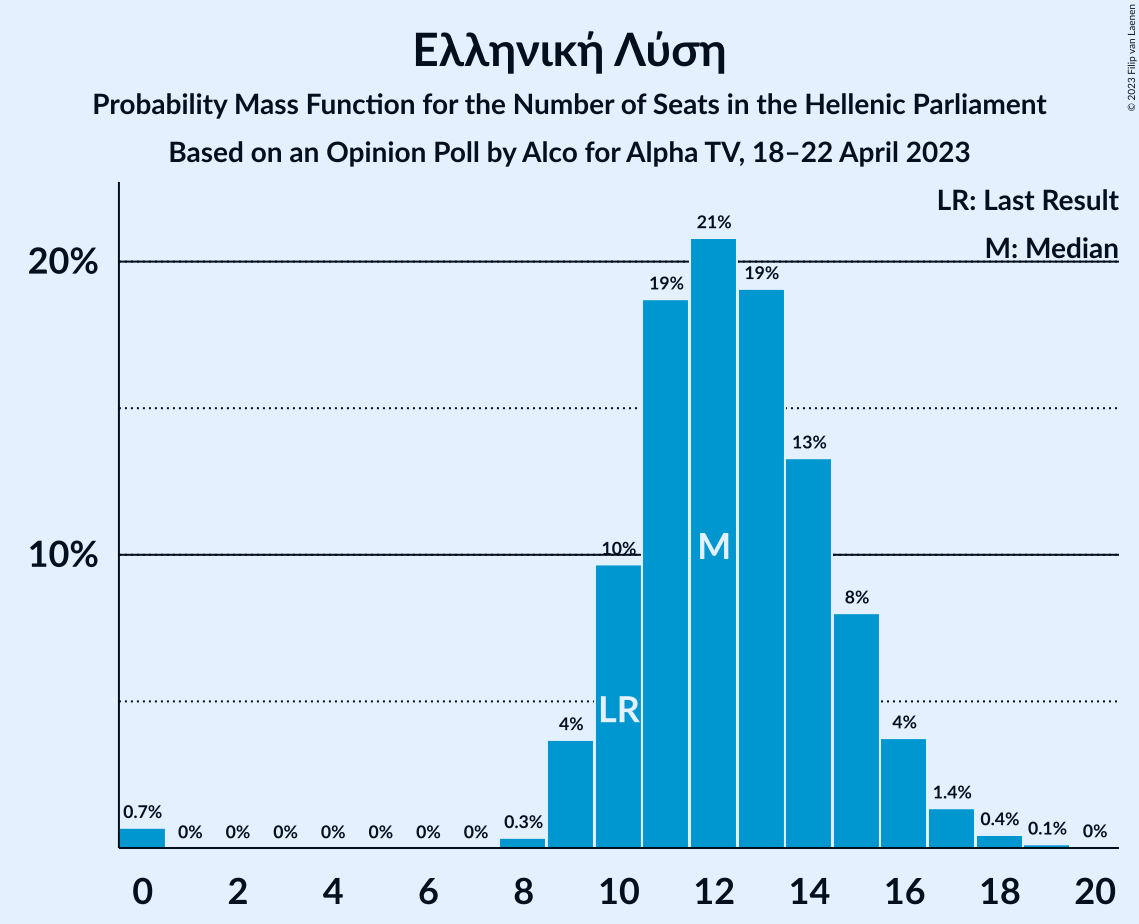 Ελληνική Λύση
Probability Mass Function for the Number of Seats in the Hellenic Parliament
Based on an Opinion Poll by Alco for Alpha TV, 18–22 April 2023
© 2023 Filip van Laenen
LR: Last Result
M: Median
20%
10%
0.7%
0%
0%
0%
0%
0%
0%
0%
0.3%
4%
10%
19%
21%
19%
13%
8%
4%
1.4%
0.4%
0.1%
0%
LR
M
0 2 4 6 8 10 12 14 16 18 20